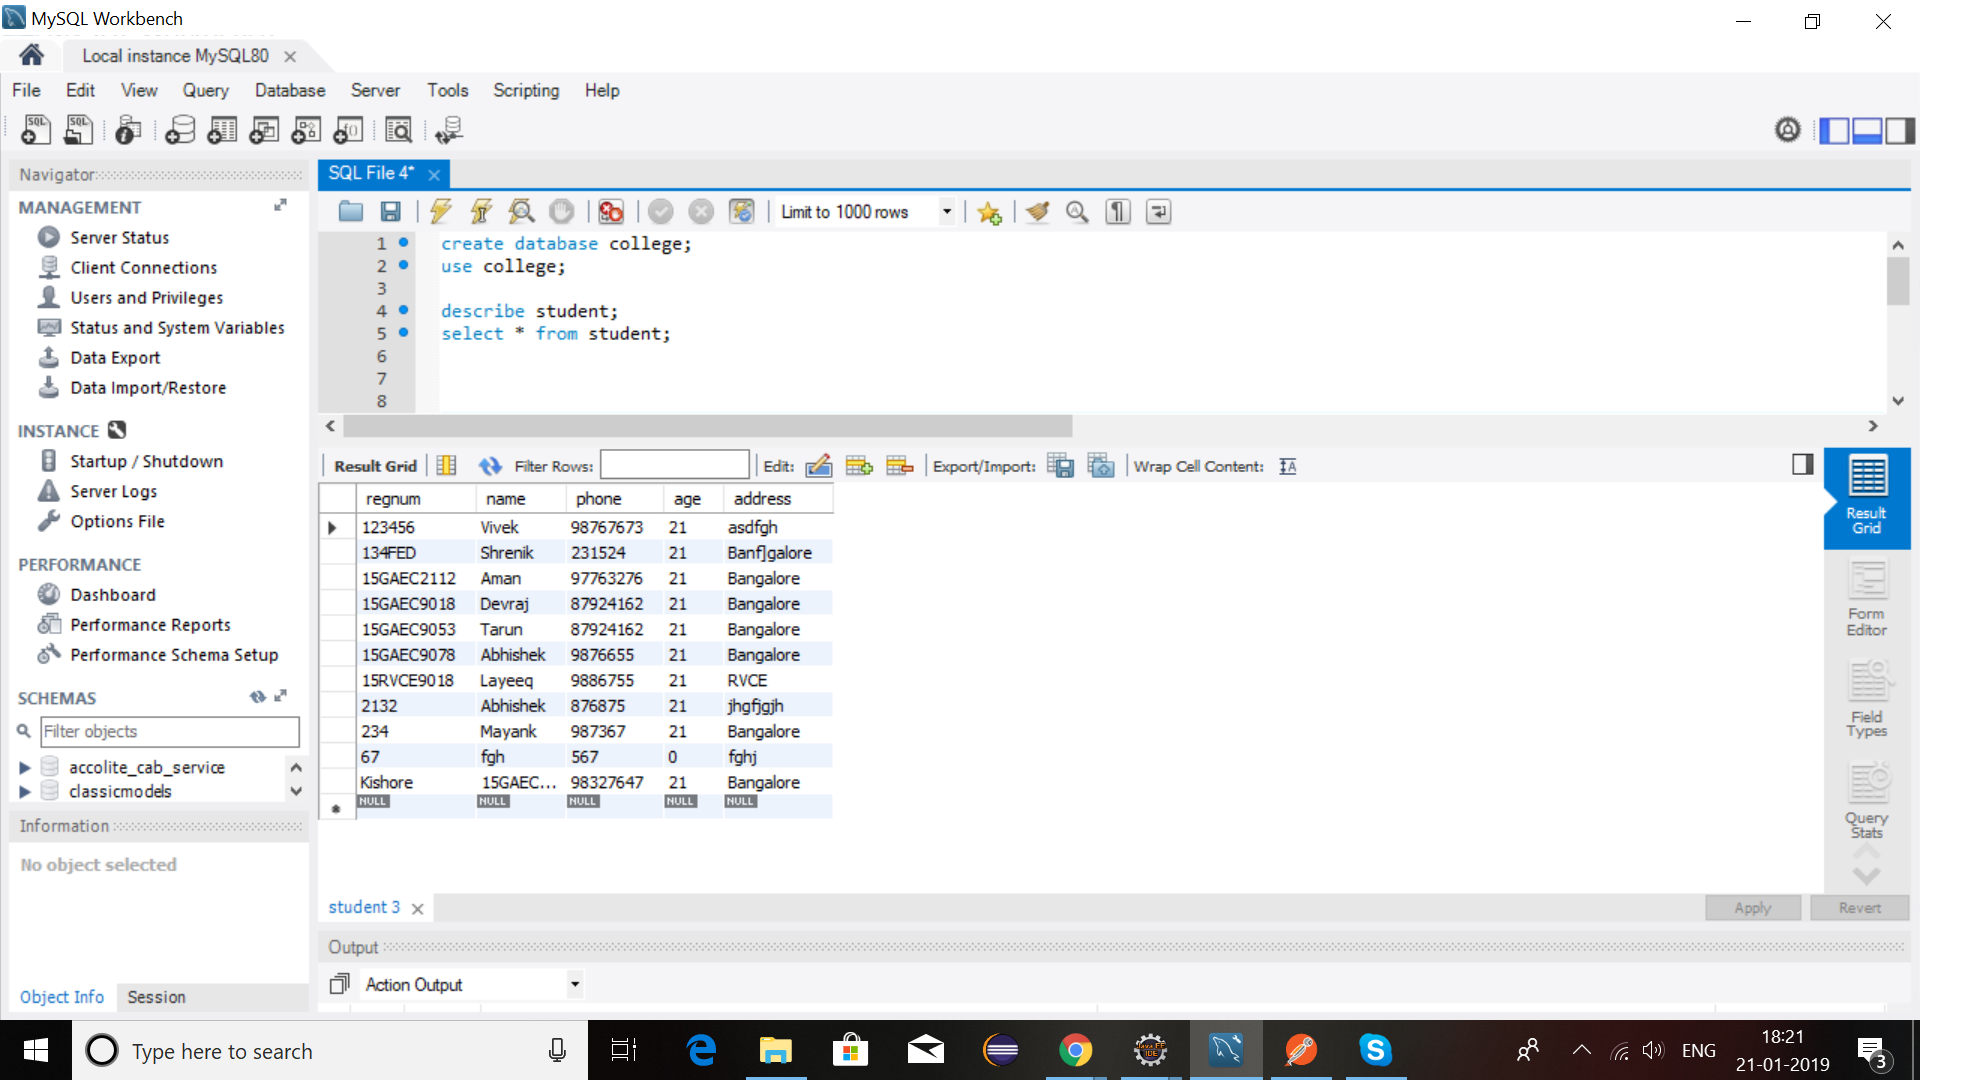 MySQL Workbench
Local instance MySQL80
File Edit View Query Database Server Tools Scripting Help
Navigator
MANAGEMENT
Server Status
Client Connections
Users and Privileges
Status and System Variables
Data Export
Data Import/Restore
INSTANCE
Startup / Shutdown
Server Logs
Options File
PERFORMANCE
Dashboard
Performance Reports
Performance Schema Setup
SCHEMAS
Filter objects
accolite_cab_service
classicmodels
Information
No object selected
Object Info Session
SQL File 4*
Limit to 1000 rows
1 create database college;
2 use college;
3
4 describe student;
5 select * from student;
6
7
8
Result Grid Filter Rows: Edit: Export/Import: Wrap Cell Content: IA
regnum name phone age address
123456 Vivek 98767673 21 asdfgh
134FED Shrenik 231524 21 Banf]galore
15GAEC2112 Aman 97763276 21 Bangalore
15GAEC9018 Devraj 87924162 21 Bangalore
15GAEC9053 Tarun 87924162 21 Bangalore
15GAEC9078 Abhishek 9876655 21 Bangalore
15RVCE9018 Layeeq 9886755 21 RVCE
2132 Abhishek 876875 21 jhgfjgjh
234 Mayank 987367 21 Bangalore
67 fgh 567 0 fghj
Kishore 15GAEC... 98327647 21 Bangalore
NULL NULL NULL NULL NULL
Result
Grid
Form
Editor
Field
Types
Query
Stats
student 3
Apply Revert
Output
Action Output
Type here to search
ENG
18:21
21-01-2019
3